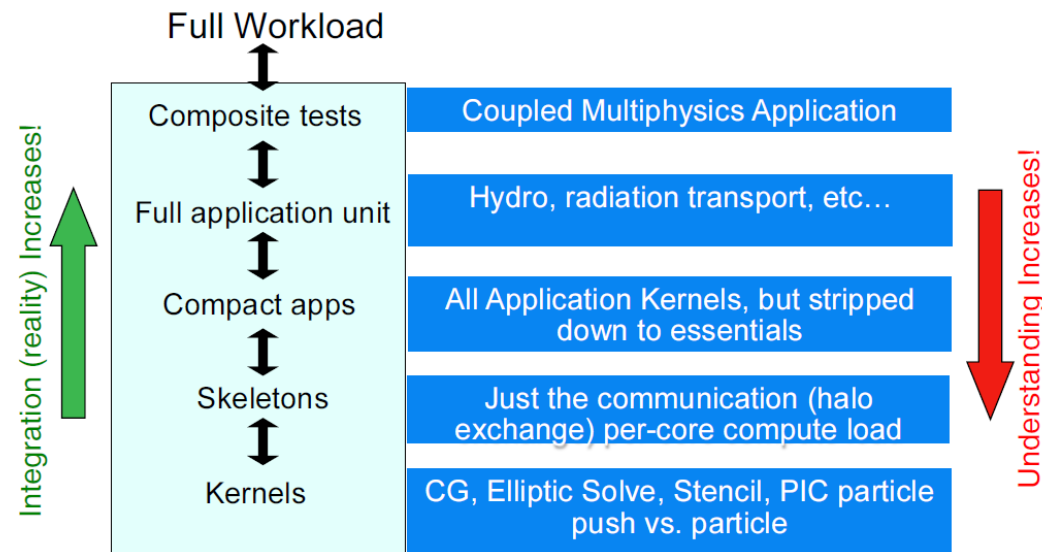 Full Workload
Composite tests
Coupled Multiphysics Application
Full application unit
Hydro, radiation transport, etc…
Compact apps
All Application Kernels, but stripped
down to essentials
Skeletons
Just the communication (halo
exchange) per-core compute load
Kernels
CG, Elliptic Solve, Stencil, PIC particle
push vs. particle
Integration (reality) Increases!
Understanding Increases!